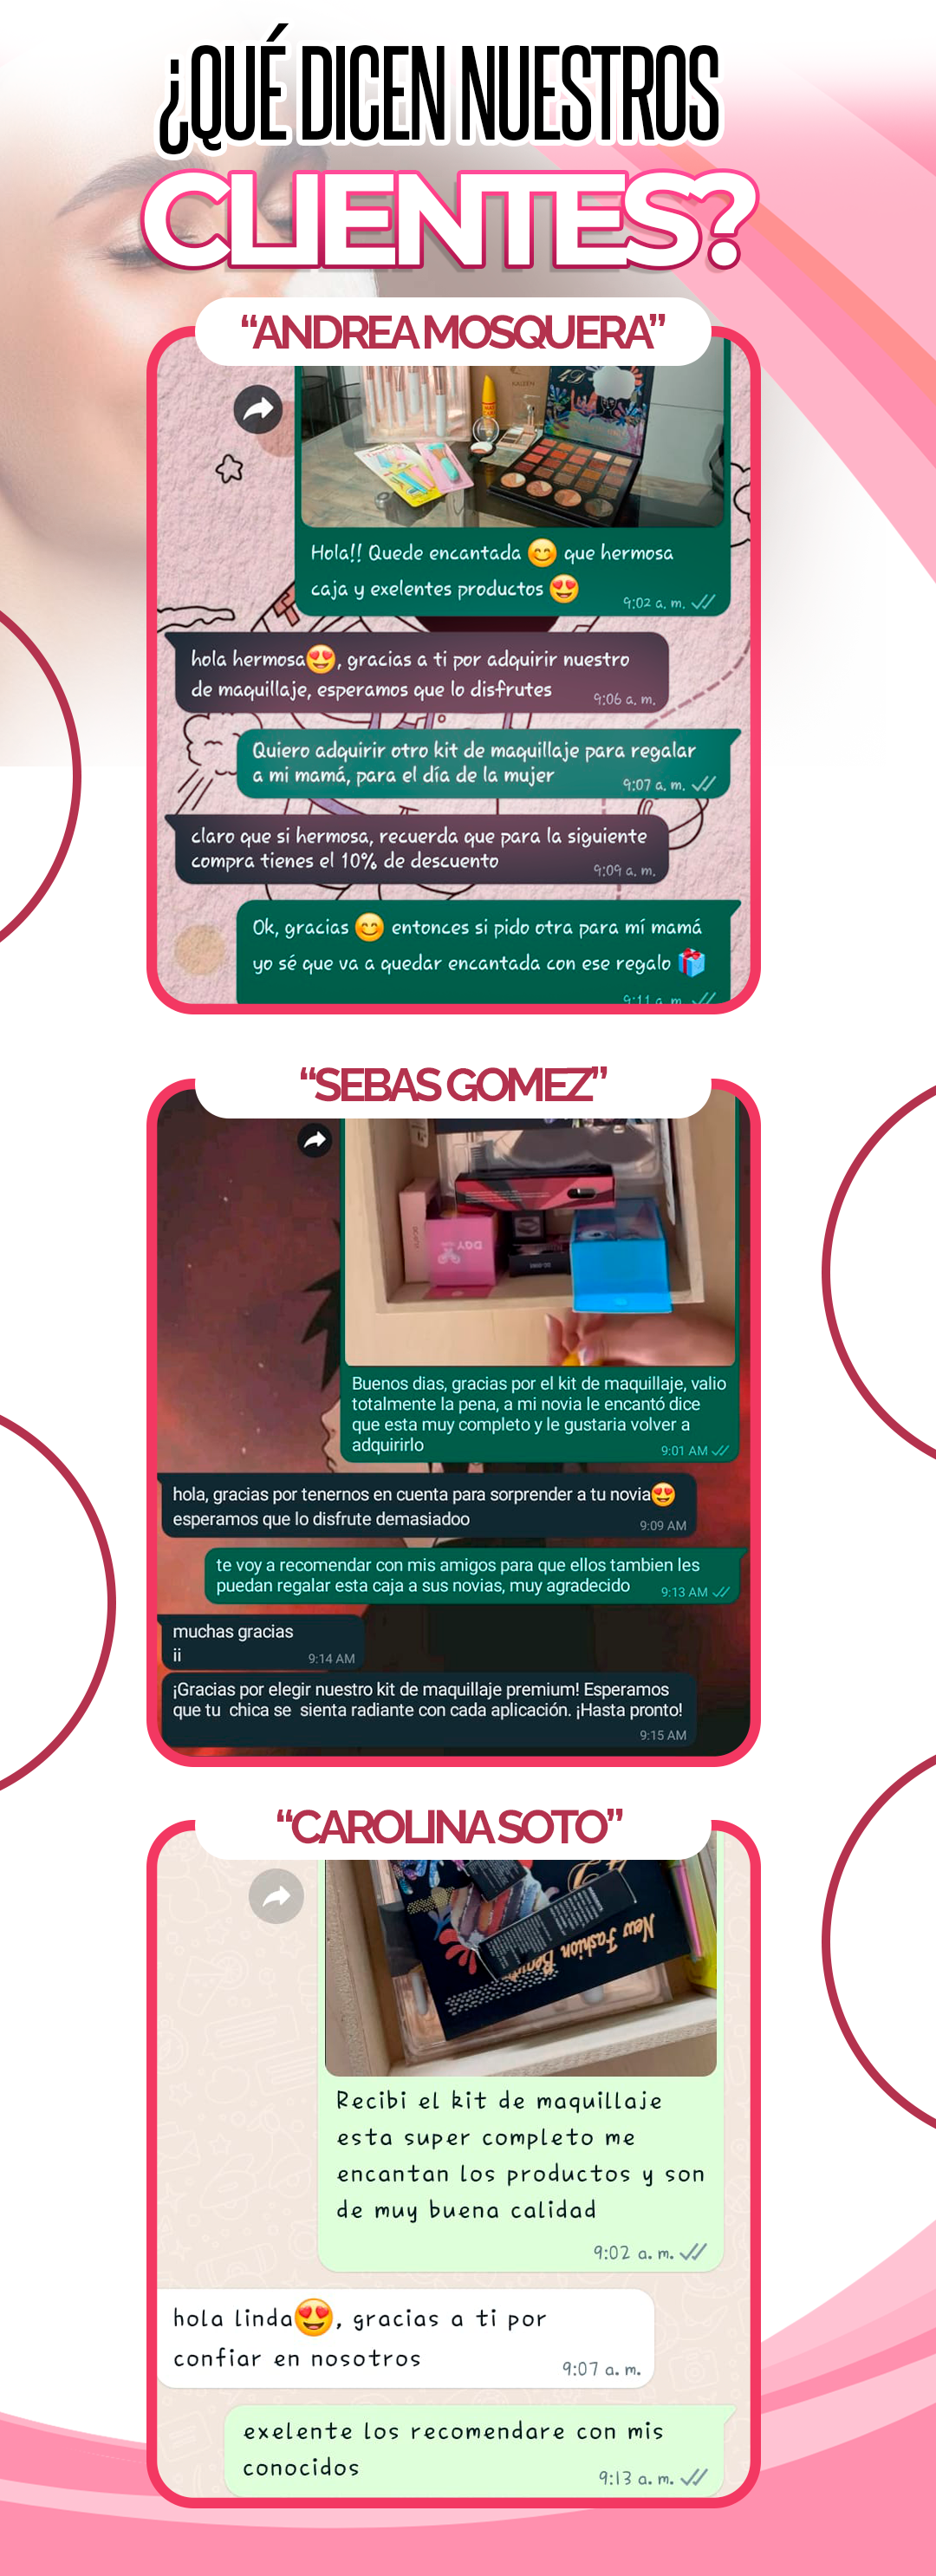 ¿QUÉ DICEN NUESTROS
CLIENTES?
“ANDREA MOSQUERA”
Hola!! Quede encantada 😊 que hermosa
caja y exelentes productos 😍
9:02 a. m.
hola hermosa😍, gracias a ti por adquirir nuestro
de maquillaje, esperamos que lo disfrutes
9:06 a. m.
Quiero adquirir otro kit de maquillaje para regalar
a mi mamá, para el día de la mujer
9:07 a. m.
claro que si hermosa, recuerda que para la siguiente
compra tienes el 10% de descuento
9:09 a. m.
Ok, gracias 😊 entonces si pido otra para mí mamá
yo sé que va a quedar encantada con ese regalo 🎁
9:11 a. m.
“SEBAS GOMEZ”
DQY
Buenos dias, gracias por el kit de maquillaje, valio
totalmente la pena, a mi novia le encantó dice
que esta muy completo y le gustaria volver a
adquirirlo
9:01 AM
hola, gracias por tenernos en cuenta para sorprender a tu novia😍
esperamos que lo disfrute demasiadoo
9:09 AM
te voy a recomendar con mis amigos para que ellos tambien les
puedan regalar esta caja a sus novias, muy agradecido
9:13 AM
muchas gracias
ii
9:14 AM
¡Gracias por elegir nuestro kit de maquillaje premium! Esperamos
que tu  chica se  sienta radiante con cada aplicación. ¡Hasta pronto!
9:15 AM
“CAROLINA SOTO”
New Fashion
Recibi el kit de maquillaje
esta super completo me
encantan los productos y son
de muy buena calidad
9:02 a. m.
hola linda😍, gracias a ti por
confiar en nosotros
9:07 a. m.
exelente los recomendare con mis
conocidos
9:13 a. m.